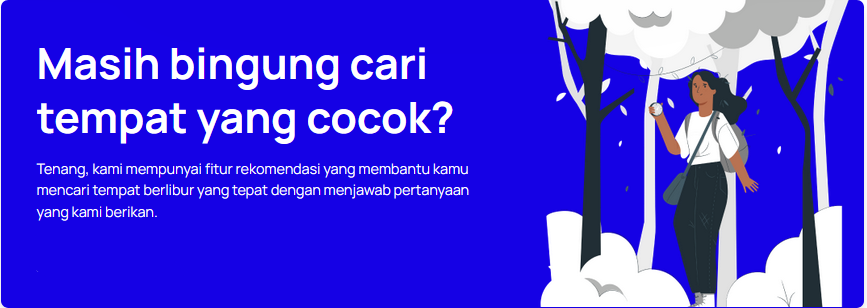 Masih bingung cari
tempat yang cocok?
Tenang, kami mempunyai fitur rekomendasi yang membantu kamu
mencari tempat berlibur yang tepat dengan menjawab pertanyaan
yang kami berikan.